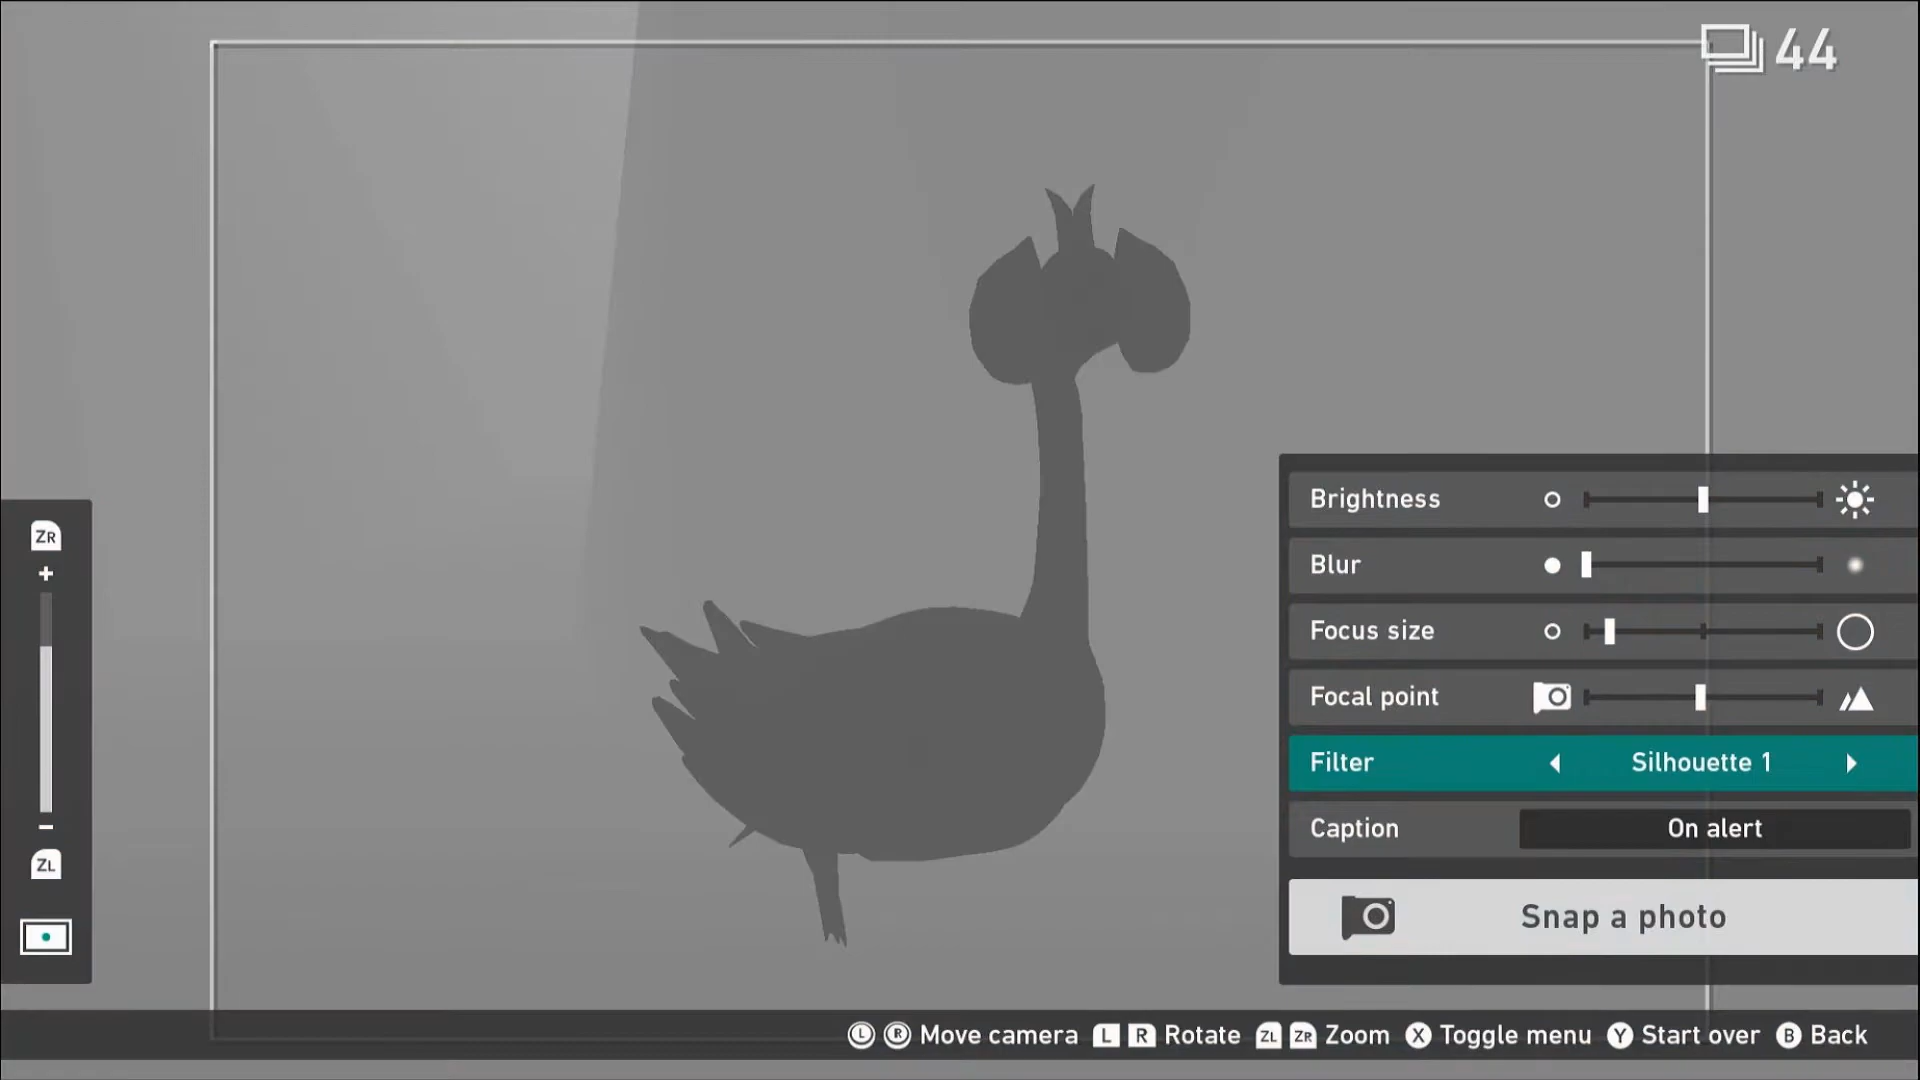 44
ZR
+
-
ZL
Brightness
Blur
Focus size
Focal point
Filter Silhouette 1
Caption On alert
Snap a photo
L R Move camera L R Rotate ZL ZR Zoom X Toggle menu Y Start over B Back